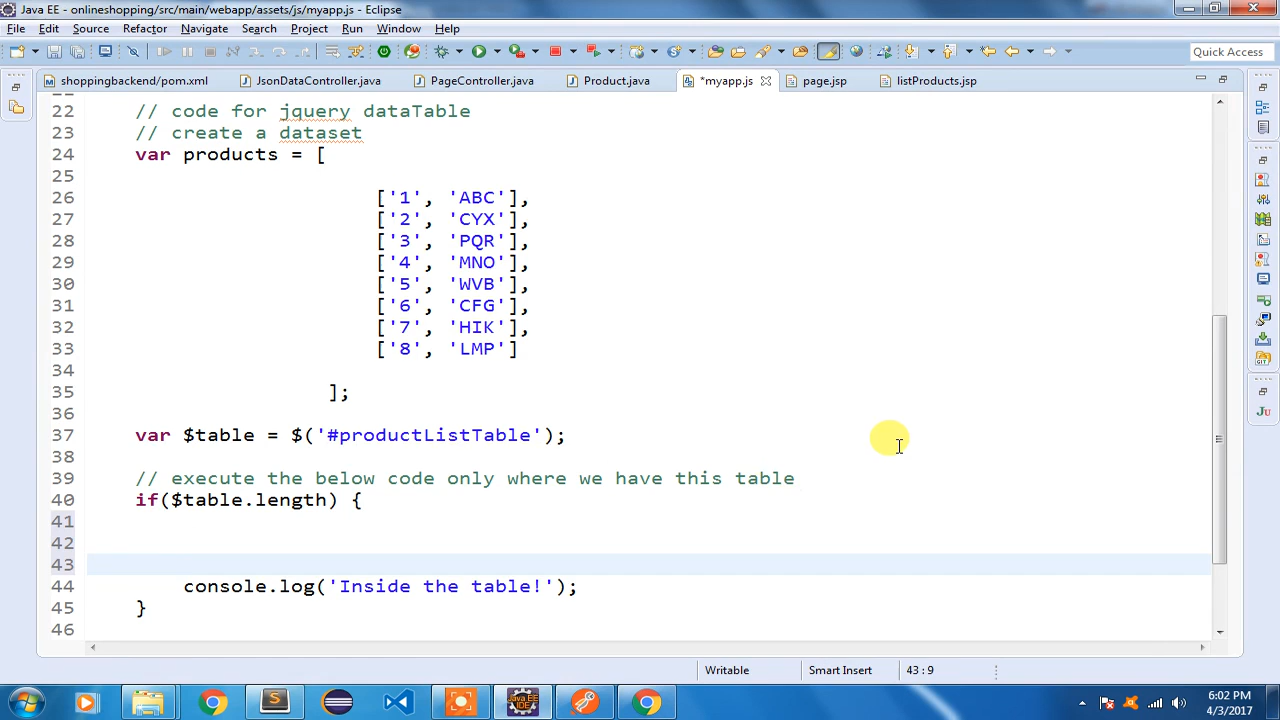 Java EE - onlineshopping/src/main/webapp/assets/js/myapp.js - Eclipse
File Edit Source Refactor Navigate Search Project Run Window Help
Quick Access
shoppingbackend/pom.xml JsonDataController.java PageController.java Product.java *myapp.js page.jsp listProducts.jsp
22 // code for jquery dataTable
23 // create a dataset
24 var products = [
25
26 ['1', 'ABC'],
27 ['2', 'CYX'],
28 ['3', 'PQR'],
29 ['4', 'MNO'],
30 ['5', 'WVB'],
31 ['6', 'CFG'],
32 ['7', 'HIK'],
33 ['8', 'LMP']
34
35 ];
36
37 var $table = $('#productListTable');
38
39 // execute the below code only where we have this table
40 if($table.length) {
41
42
43
44 console.log('Inside the table!');
45 }
46
Writable Smart Insert 43 : 9
6:02 PM
4/3/2017